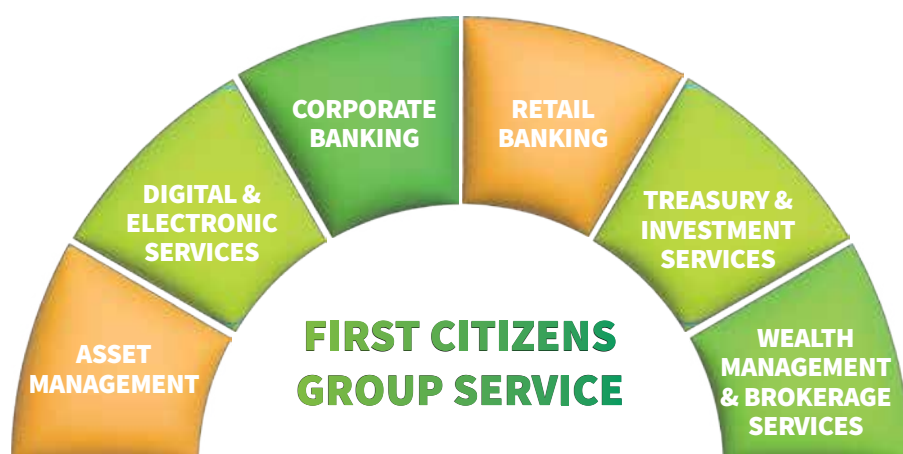 CORPORATE
BANKING
RETAIL
BANKING
DIGITAL &
ELECTRONIC
SERVICES
TREASURY &
INVESTMENT
SERVICES
ASSET
MANAGEMENT
WEALTH
MANAGEMENT
& BROKERAGE
SERVICES
FIRST CITIZENS
GROUP SERVICE